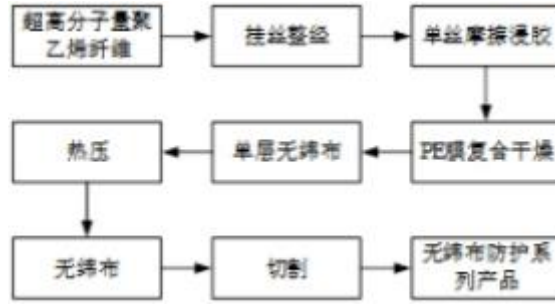 超高分子量聚
乙烯纤维
挂丝整经
单丝摩擦浸胶
热压
单层无纬布
PE膜复合干燥
无纬布
切割
无纬布防护系
列产品